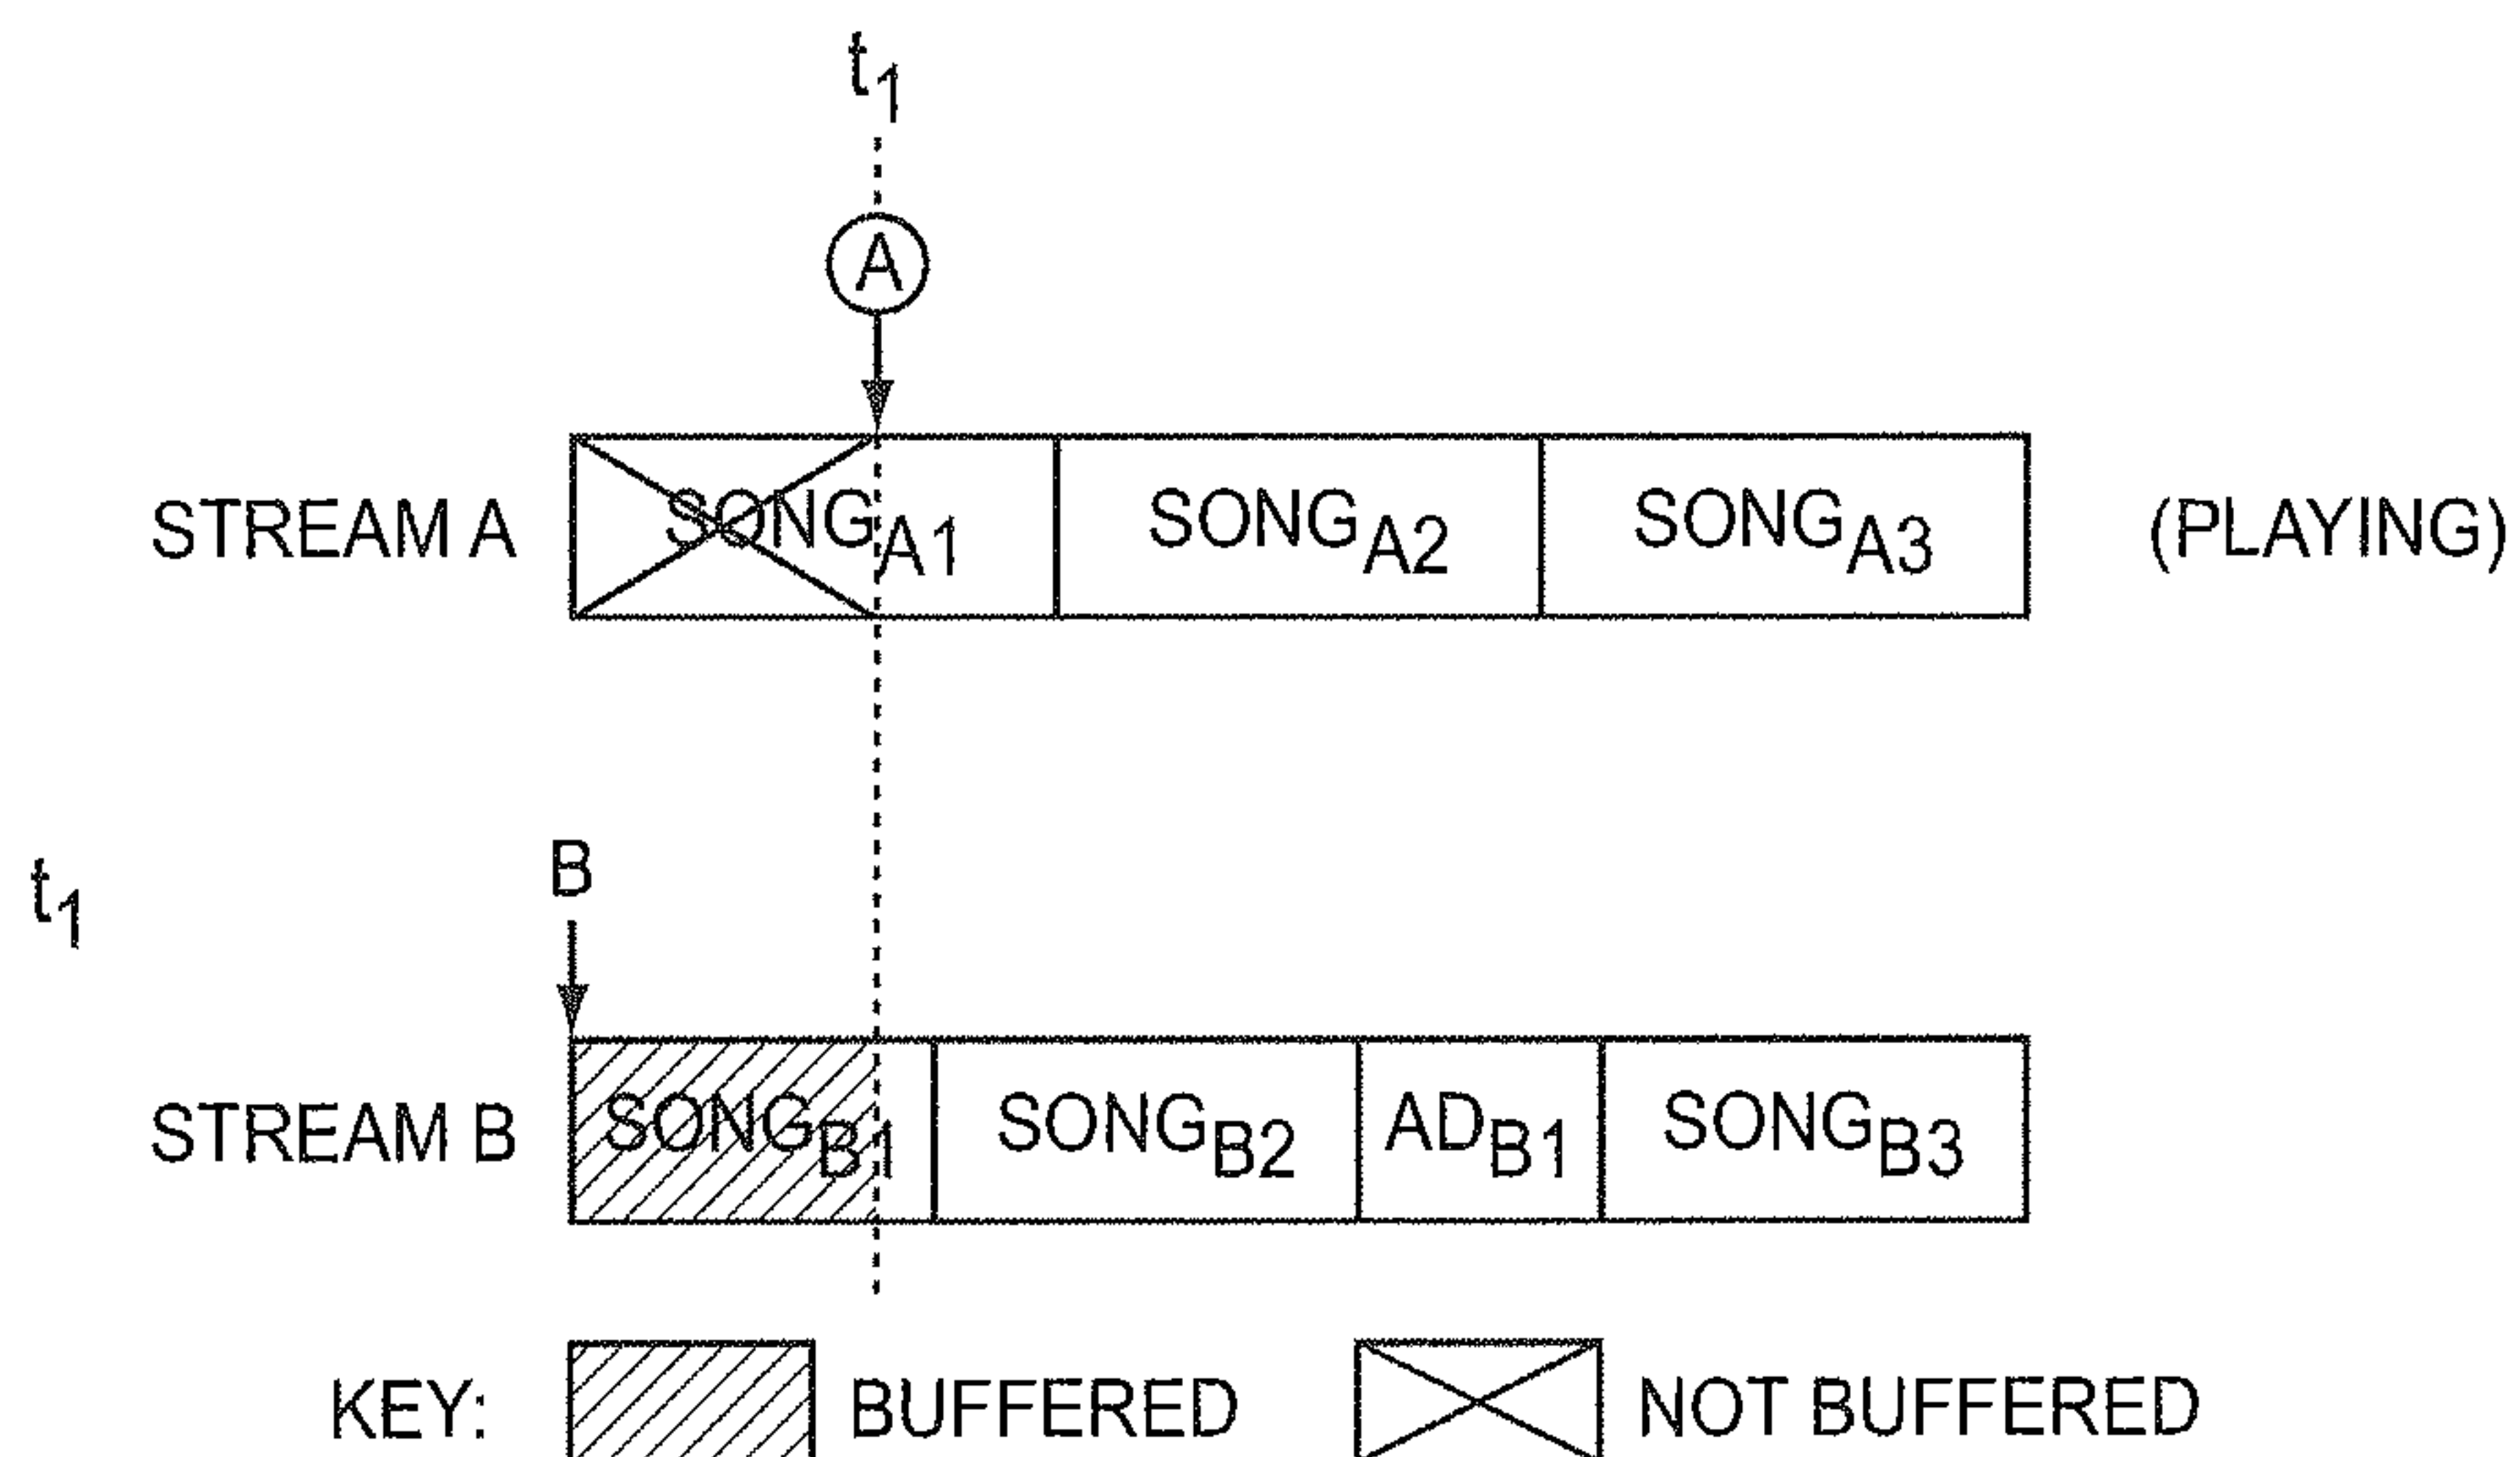 t1
A
STREAM A SONGA1 SONGA2 SONGA3 (PLAYING)
B
t1
STREAM B SONGB1 SONGB2 ADB1 SONGB3
KEY: BUFFERED NOT BUFFERED